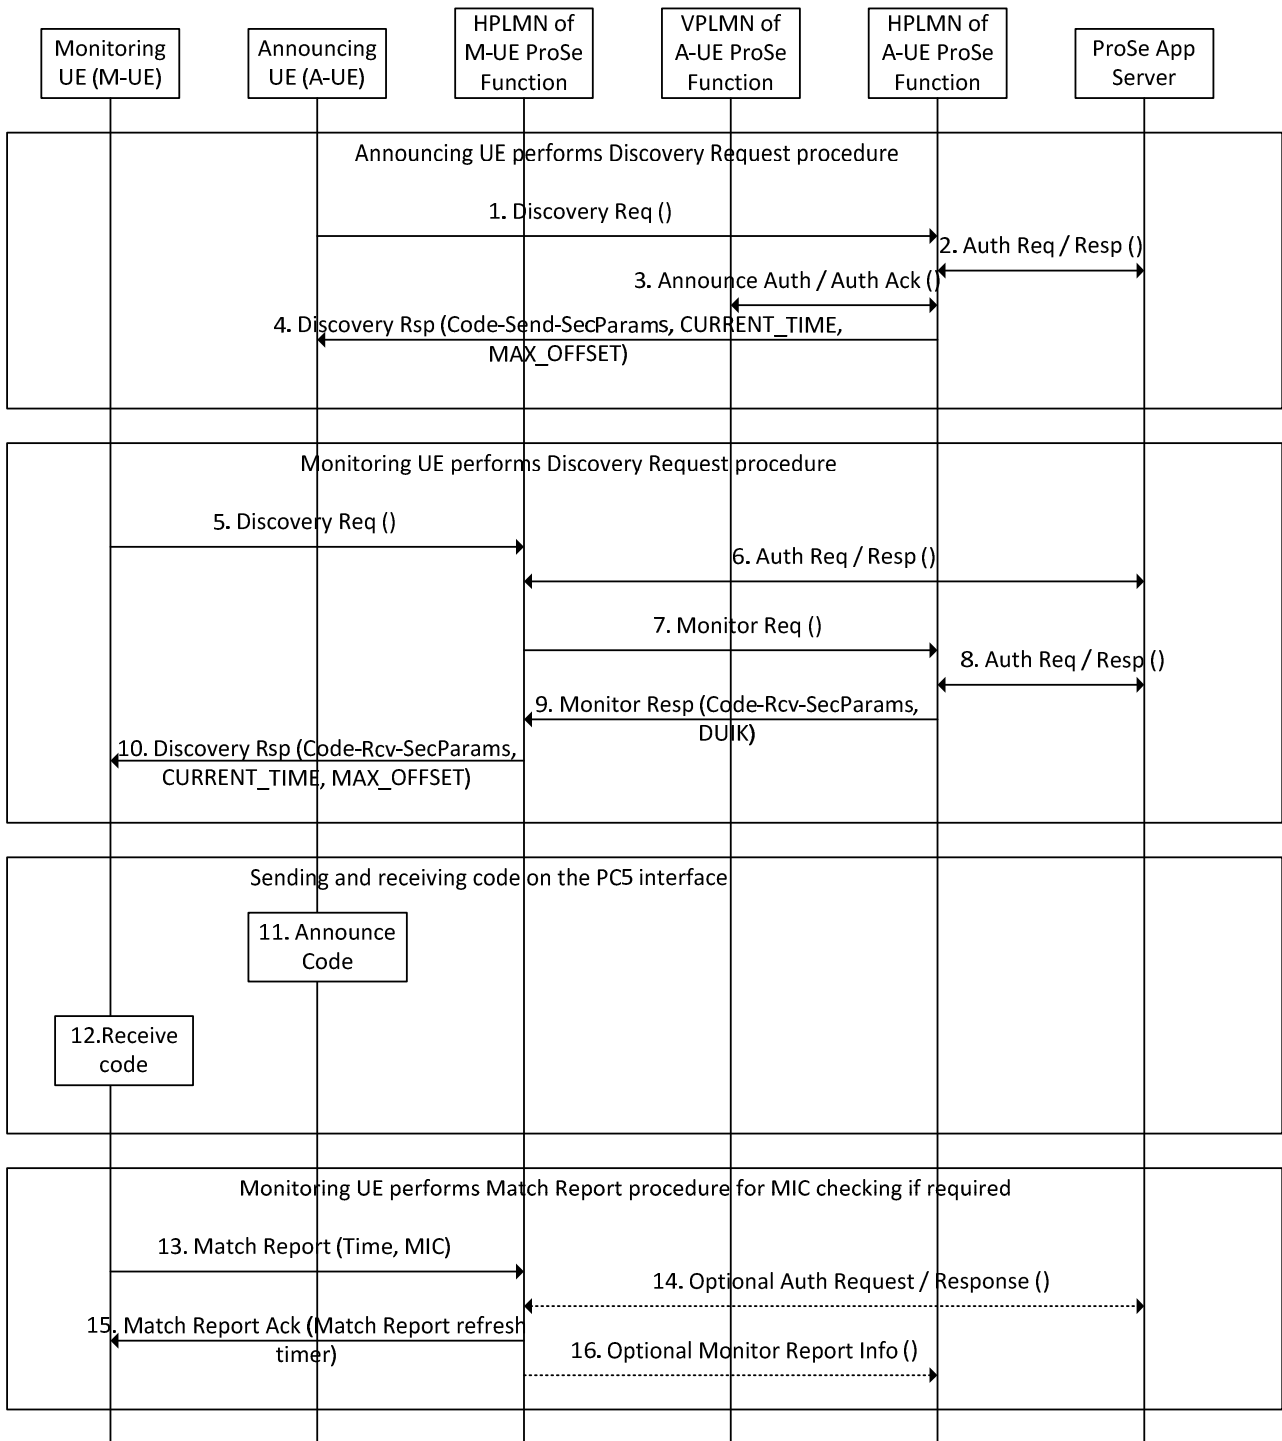 Monitoring
UE (M-UE)
Announcing
UE (A-UE)
HPLMN of
M-UE ProSe
Function
VPLMN of
A-UE ProSe
Function
HPLMN of
A-UE ProSe
Function
ProSe App
Server
Announcing UE performs Discovery Request procedure
1. Discovery Req ()
2. Auth Req / Resp ()
3. Announce Auth / Auth Ack ()
4. Discovery Rsp (Code-Send-SecParams, CURRENT_TIME,
MAX_OFFSET)
Monitoring UE performs Discovery Request procedure
5. Discovery Req ()
6. Auth Req / Resp ()
7. Monitor Req ()
8. Auth Req / Resp ()
9. Monitor Resp (Code-Rcv-SecParams,
DUIK)
10. Discovery Rsp (Code-Rcv-SecParams,
CURRENT_TIME, MAX_OFFSET)
Sending and receiving code on the PC5 interface
11. Announce
Code
12.Receive
code
Monitoring UE performs Match Report procedure for MIC checking if required
13. Match Report (Time, MIC)
14. Optional Auth Request / Response ()
15. Match Report Ack (Match Report refresh
timer)
16. Optional Monitor Report Info ()